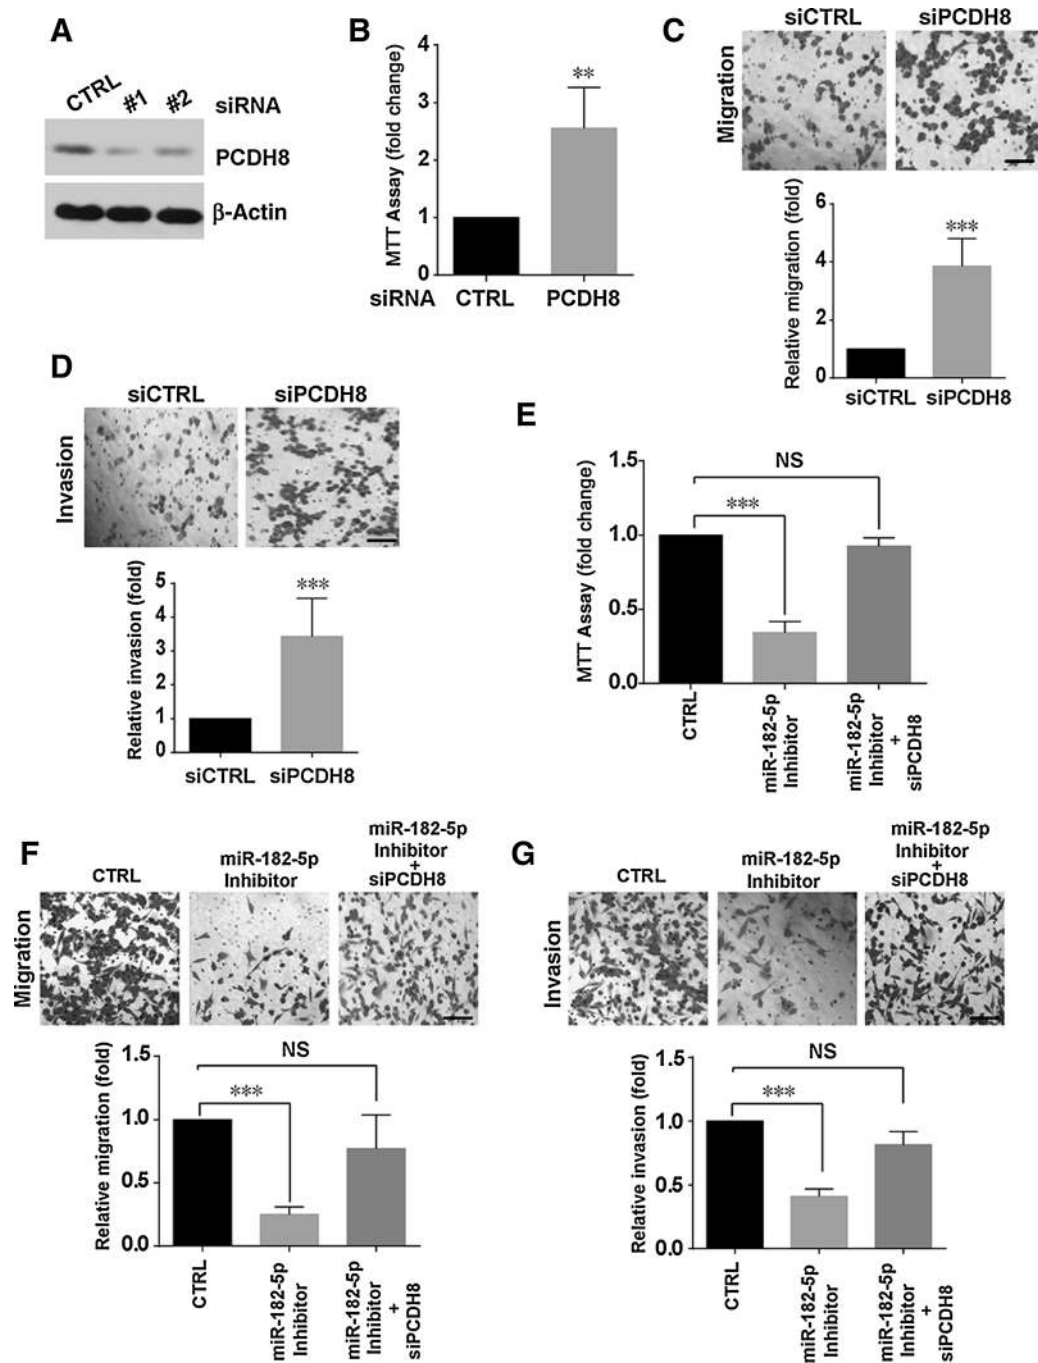 A
CTRL #1 #2 siRNA
PCDH8
β-Actin
B
MTT Assay (fold change)
4
3
2
1
0
**
siRNA CTRL PCDH8
C
siCTRL siPCDH8
Migration
Relative migration (fold)
6
4
2
0
***
siCTRL siPCDH8
D
siCTRL siPCDH8
Invasion
Relative invasion (fold)
5
4
3
2
1
0
***
siCTRL siPCDH8
E
MTT Assay (fold change)
1.5
1.0
0.5
0.0
NS
***
CTRL
miR-182-5p
Inhibitor
miR-182-5p
Inhibitor
+
siPCDH8
F
CTRL
miR-182-5p
Inhibitor
miR-182-5p
Inhibitor
+
siPCDH8
Migration
Relative migration (fold)
1.5
1.0
0.5
0.0
NS
***
CTRL
miR-182-5p
Inhibitor
miR-182-5p
Inhibitor
+
siPCDH8
G
CTRL
miR-182-5p
Inhibitor
miR-182-5p
Inhibitor
+
siPCDH8
Invasion
Relative invasion (fold)
1.5
1.0
0.5
0.0
NS
***
CTRL
miR-182-5p
Inhibitor
miR-182-5p
Inhibitor
+
siPCDH8